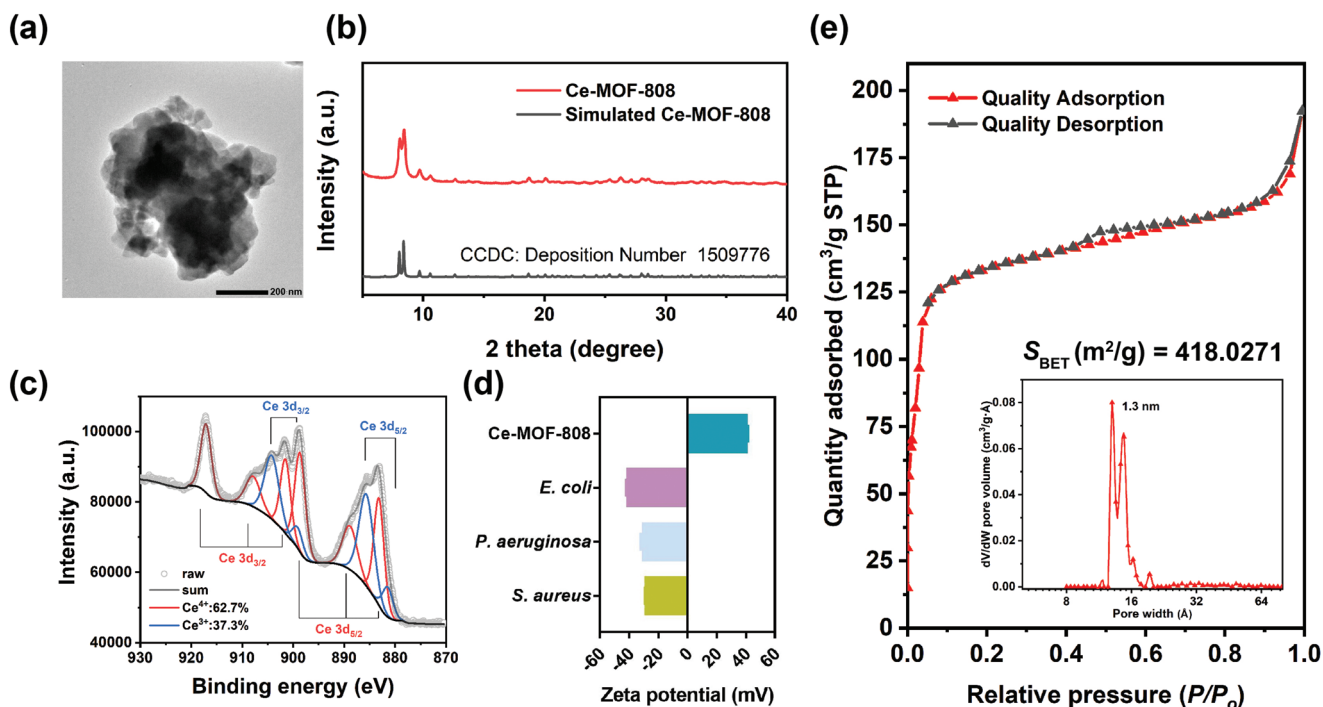 (a)
200 nm
(b)
Intensity (a.u.)
Ce-MOF-808
Simulated Ce-MOF-808
CCDC: Deposition Number 1509776
10 20 30 40
2 theta (degree)
(c)
Intensity (a.u.)
100000
80000
60000
40000
Ce 3d3/2
Ce 3d5/2
Ce 3d3/2
Ce 3d5/2
raw
sum
Ce4+:62.7%
Ce3+:37.3%
930 920 910 900 890 880 870
Binding energy (eV)
(d)
Ce-MOF-808
E. coli
P. aeruginosa
S. aureus
-60 -40 -20 0 20 40 60
Zeta potential (mV)
(e)
Quantity adsorbed (cm3/g STP)
200
175
150
125
100
75
50
25
0
Quality Adsorption
Quality Desorption
SBET (m2/g) = 418.0271
dV/dW pore volume (cm3/g·Å)
0.08
0.06
0.04
0.02
0.00
1.3 nm
8 16 32 64
Pore width (Å)
0.0 0.2 0.4 0.6 0.8 1.0
Relative pressure (P/Po)